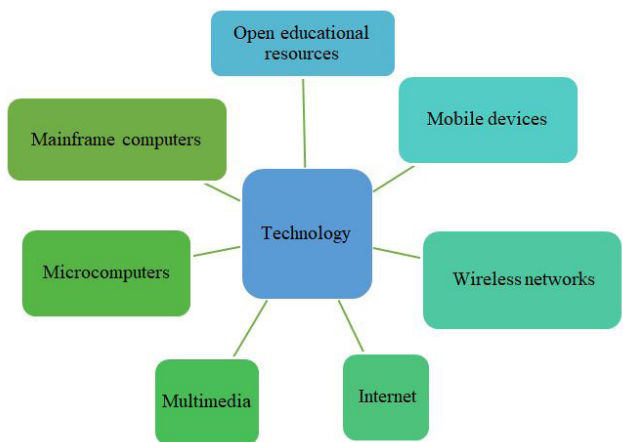 Open educational
resources
Mobile devices
Mainframe computers
Technology
Microcomputers
Wireless networks
Multimedia
Internet